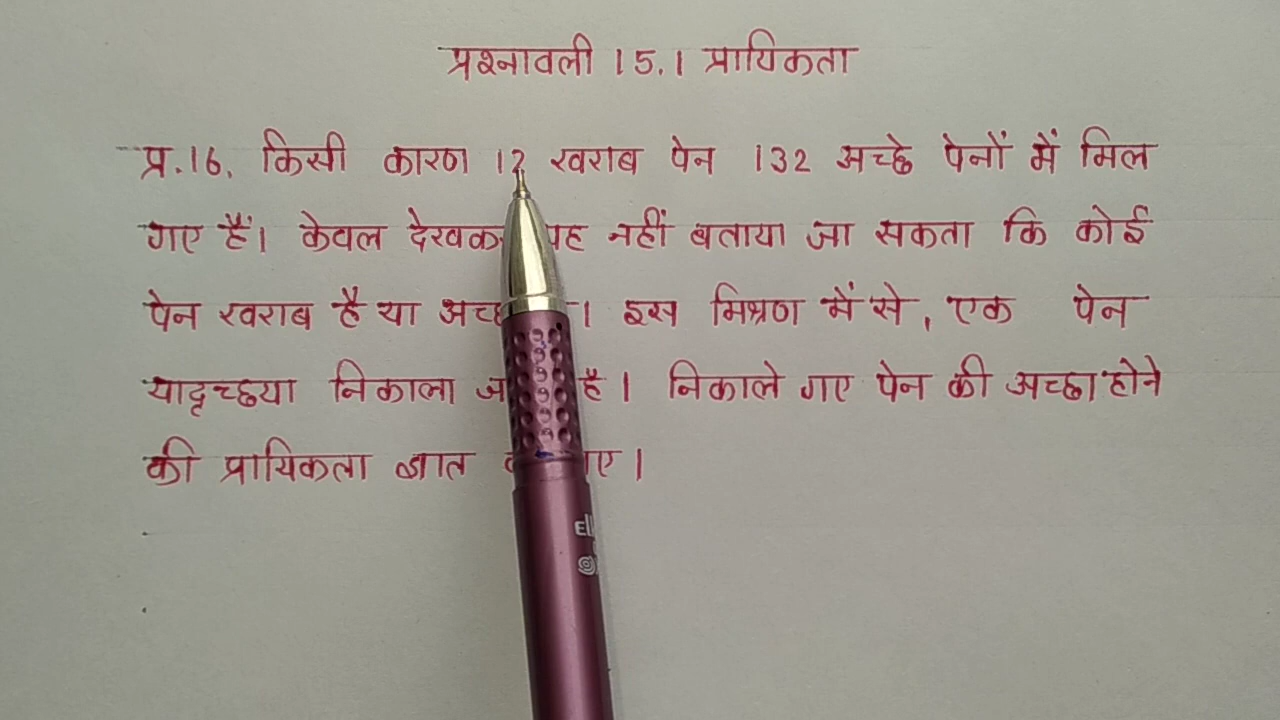 प्रश्नावली 15.1 प्रायिकता
प्र.16. किसी कारण 12 खराब पेन 132 अच्छे पेनों में मिल
गए हैं। केवल नहीं बताया जा सकता कि कोई
पेन खराब है या । इस मिश्रण में से, एक पेन
यादृच्छया निकाला है। निकाले गए पेन की अच्छा होने
की प्रायिकता ज्ञात